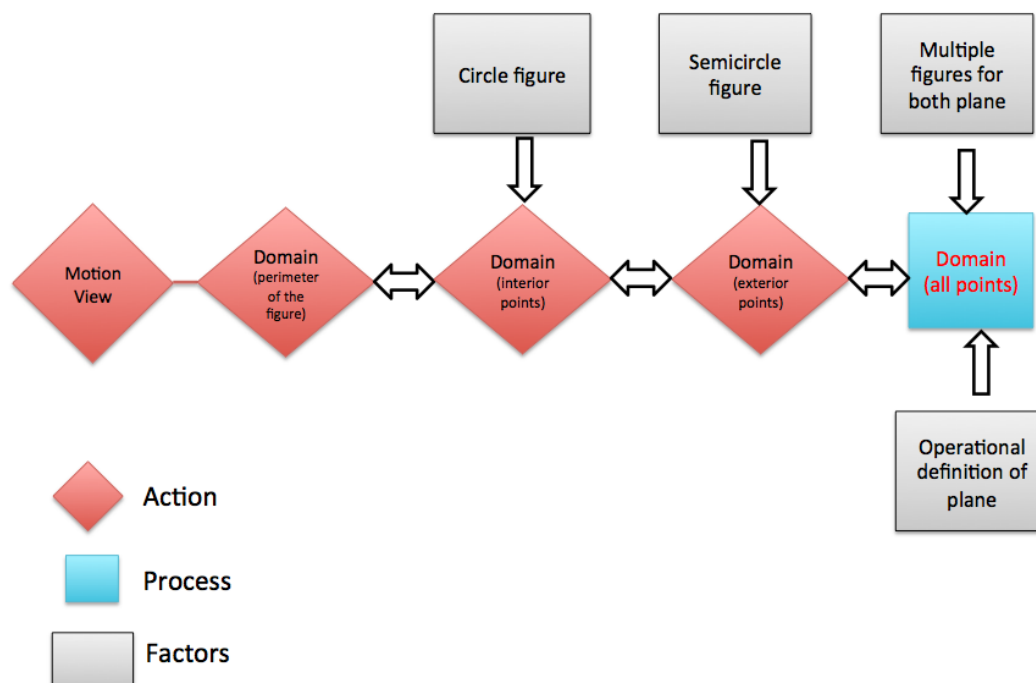 Circle figure
Semicircle
figure
Multiple
figures for
both plane
Motion
View
Domain
(perimeter
of the
figure)
Domain
(interior
points)
Domain
(exterior
points)
Domain
(all points)
Operational
definition of
plane
Action
Process
Factors